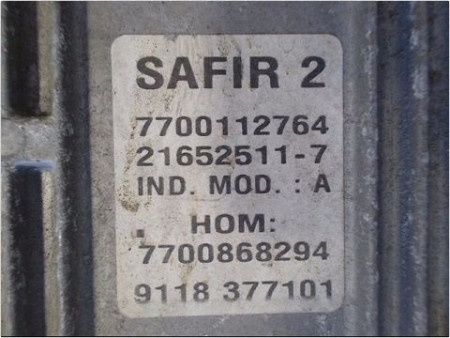 SAFIR 2
7700112764
21652511-7
IND. MOD. : A
. HOM:
7700868294
9118 377101